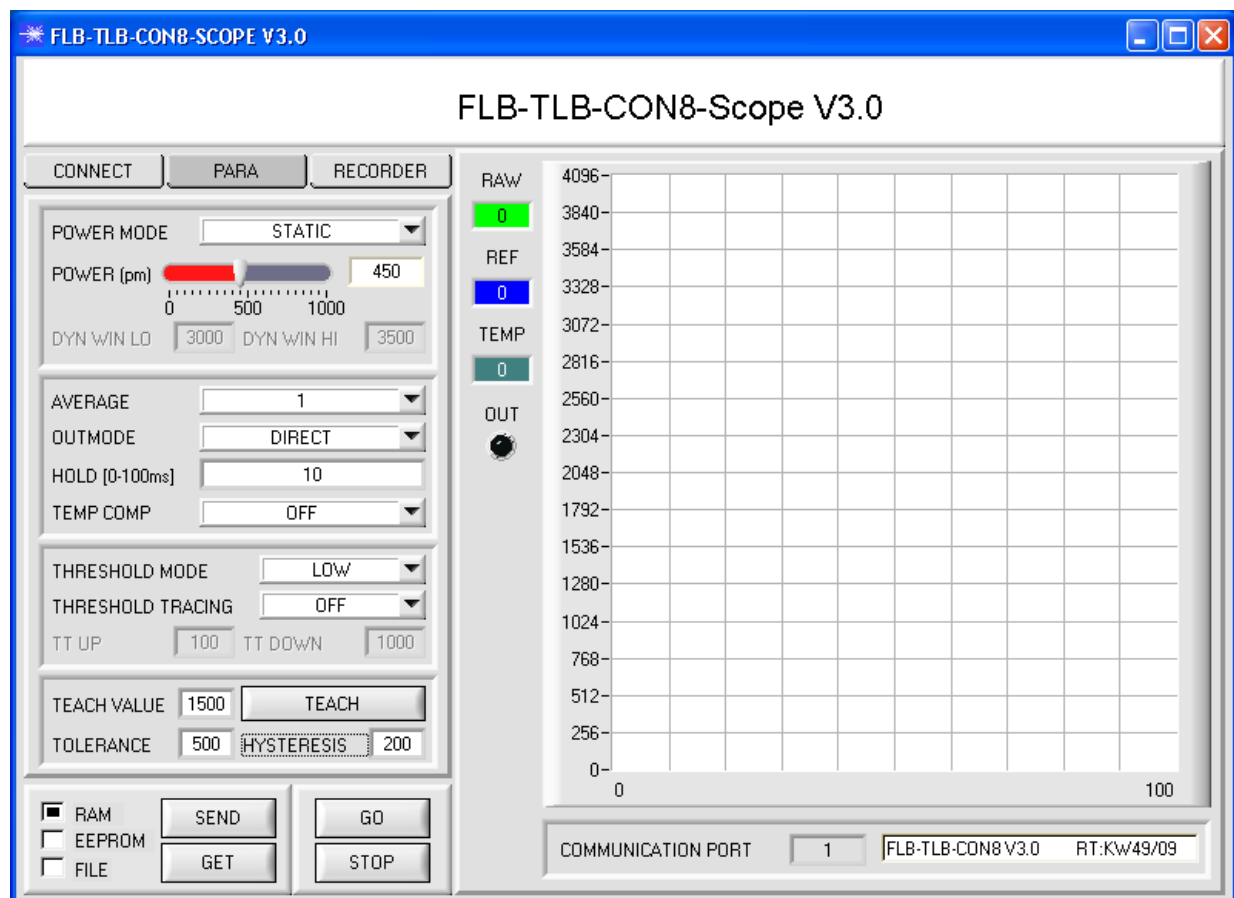 FLB-TLB-CON8-SCOPE V3.0
FLB-TLB-CON8-Scope V3.0
CONNECT PARA RECORDER
POWER MODE STATIC
POWER (pm) 450
0 500 1000
DYN WIN LO 3000 DYN WIN HI 3500
AVERAGE 1
OUTMODE DIRECT
HOLD [0-100ms] 10
TEMP COMP OFF
THRESHOLD MODE LOW
THRESHOLD TRACING OFF
TT UP 100 TT DOWN 1000
TEACH VALUE 1500 TEACH
TOLERANCE 500 HYSTERESIS 200
RAM
EEPROM
FILE
SEND
GET
GO
STOP
RAW
0
REF
0
TEMP
0
OUT
4096
3840
3584
3328
3072
2816
2560
2304
2048
1792
1536
1280
1024
768
512
256
0
0 100
COMMUNICATION PORT 1 FLB-TLB-CON8 V3.0 RT:KW49/09